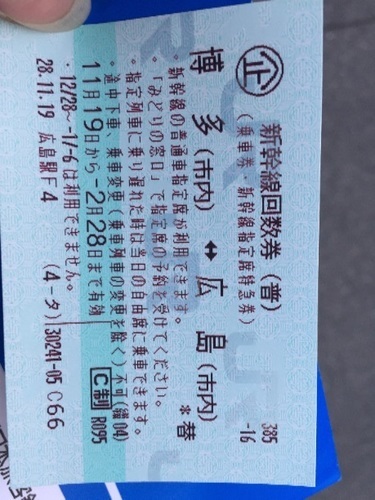 企 新幹線回数券（普） 385
（乗車券・新幹線指定席特急券） -16
＊替
博 多（市内） ↔ 広 島（市内）
・新幹線の普通車指定席が利用できます。
・「みどりの窓口」で指定席の予約を受けてください。
・指定列車に乗り遅れた時は当日の自由席に乗車できます。
・途中下車、乗車変更（乗車列車の変更を除く）不可（繰04）
11月19日から-2月28日まで有効 C制 R095
・12/28～-1/-6は利用できません。
28.11.19 広島駅F4 （4-タ）30241-05 C66